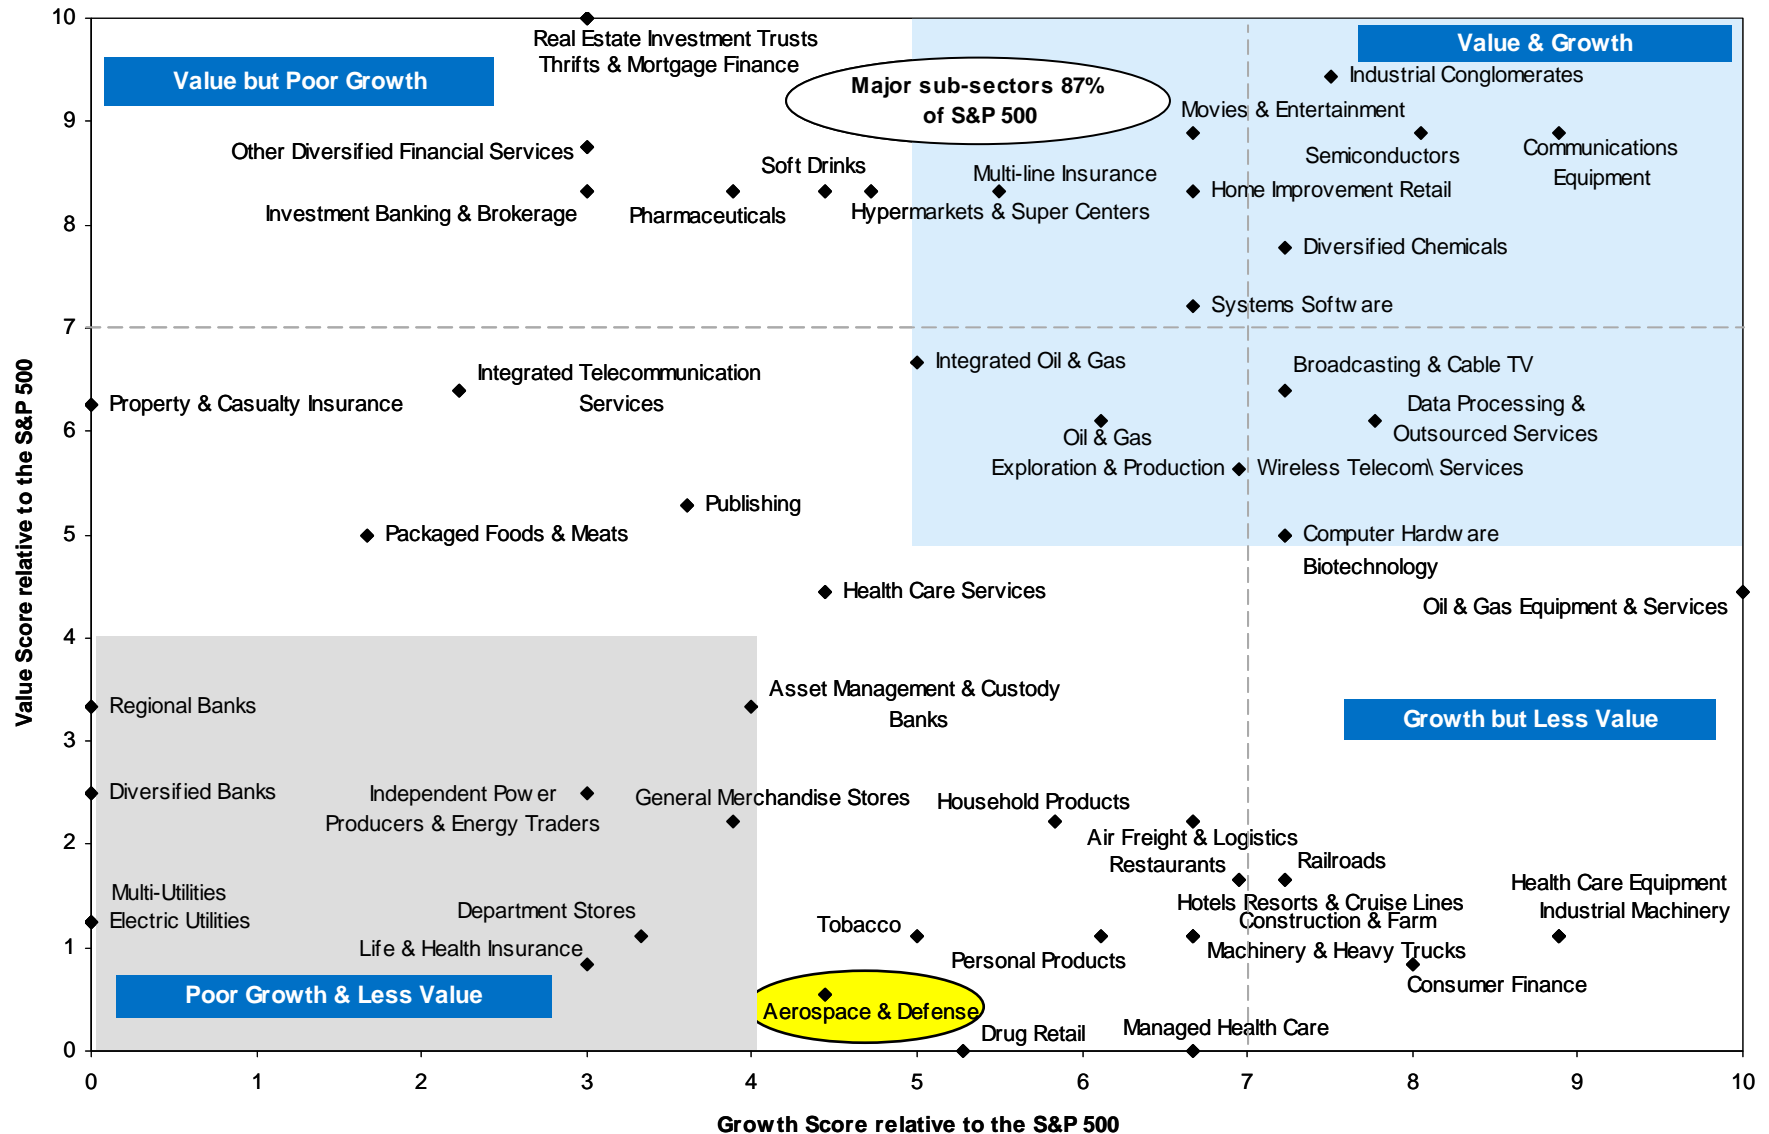 10
Real Estate Investment Trusts
Thrifts & Mortgage Finance
Value but Poor Growth
Major sub-sectors 87%
of S&P 500
Value & Growth
Industrial Conglomerates
Movies & Entertainment
9
Other Diversified Financial Services
Soft Drinks
Multi-line Insurance
Semiconductors
Communications
Equipment
Investment Banking & Brokerage
Pharmaceuticals
Hypermarkets & Super Centers
Home Improvement Retail
8
Diversified Chemicals
Systems Software
7
Integrated Oil & Gas
Broadcasting & Cable TV
Integrated Telecommunication
Services
Property & Casualty Insurance
Data Processing &
Outsourced Services
6
Oil & Gas
Exploration & Production
Wireless Telecom\ Services
Publishing
5
Packaged Foods & Meats
Computer Hardware
Biotechnology
Health Care Services
Oil & Gas Equipment & Services
4
Regional Banks
Asset Management & Custody
Banks
Growth but Less Value
3
Diversified Banks
Independent Power
Producers & Energy Traders
General Merchandise Stores
Household Products
2
Air Freight & Logistics
Restaurants
Railroads
Multi-Utilities
Electric Utilities
Department Stores
Hotels Resorts & Cruise Lines
Construction & Farm
Machinery & Heavy Trucks
Health Care Equipment
Industrial Machinery
Tobacco
1
Life & Health Insurance
Personal Products
Consumer Finance
Poor Growth & Less Value
Aerospace & Defense
Drug Retail
Managed Health Care
0
0
1
2
3
4
5
6
7
8
9
10
Value Score relative to the S&P 500
Growth Score relative to the S&P 500